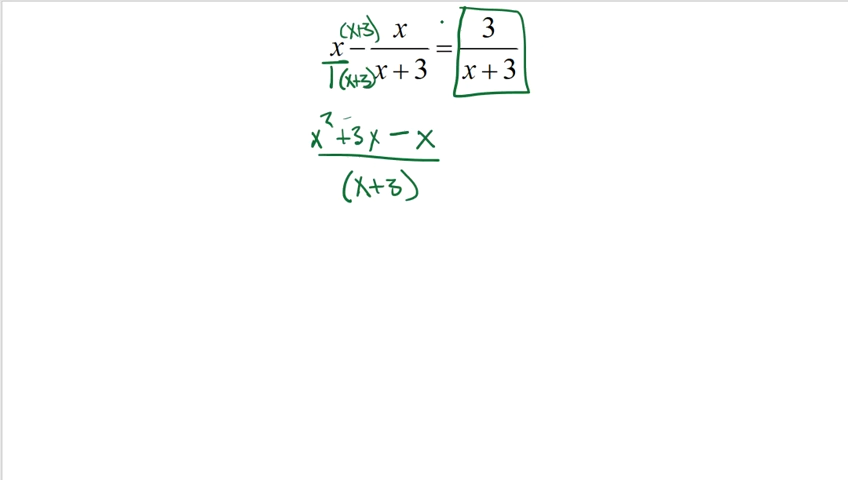 x(x+3)/1(x+3) − x/(x + 3) = 3/(x + 3)
(x² + 3x − x)/(x+3)